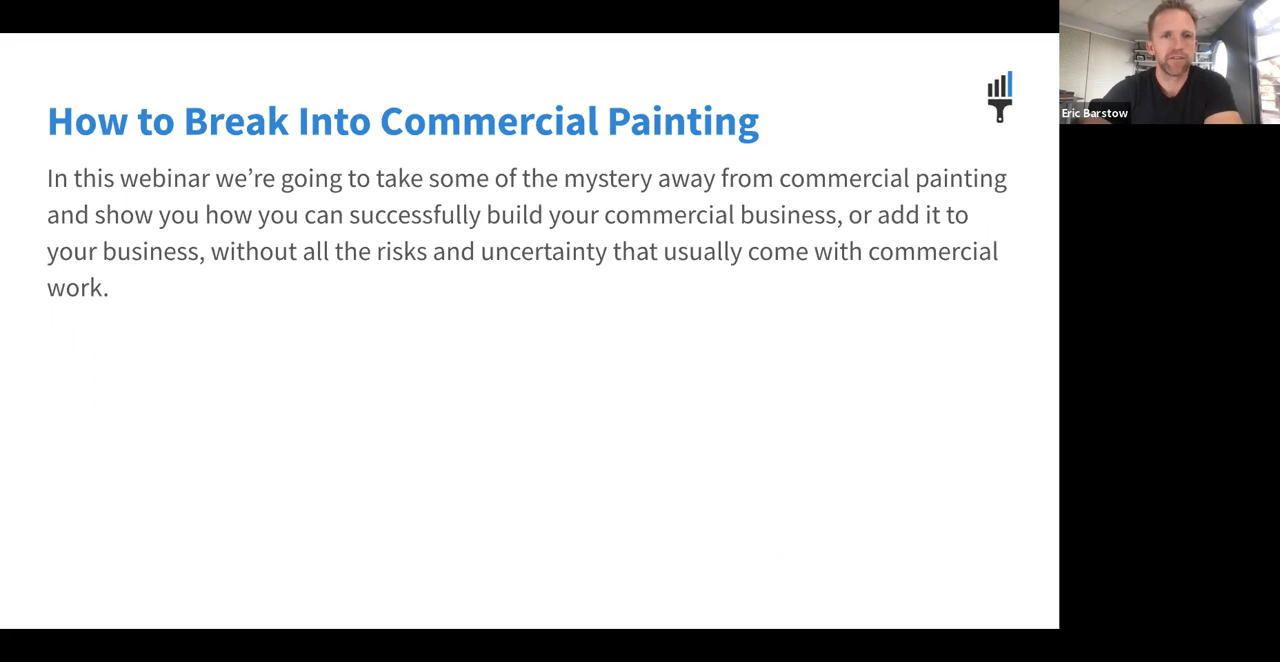 How to Break Into Commercial Painting
In this webinar we’re going to take some of the mystery away from commercial painting
and show you how you can successfully build your commercial business, or add it to
your business, without all the risks and uncertainty that usually come with commercial
work.
Eric Barstow